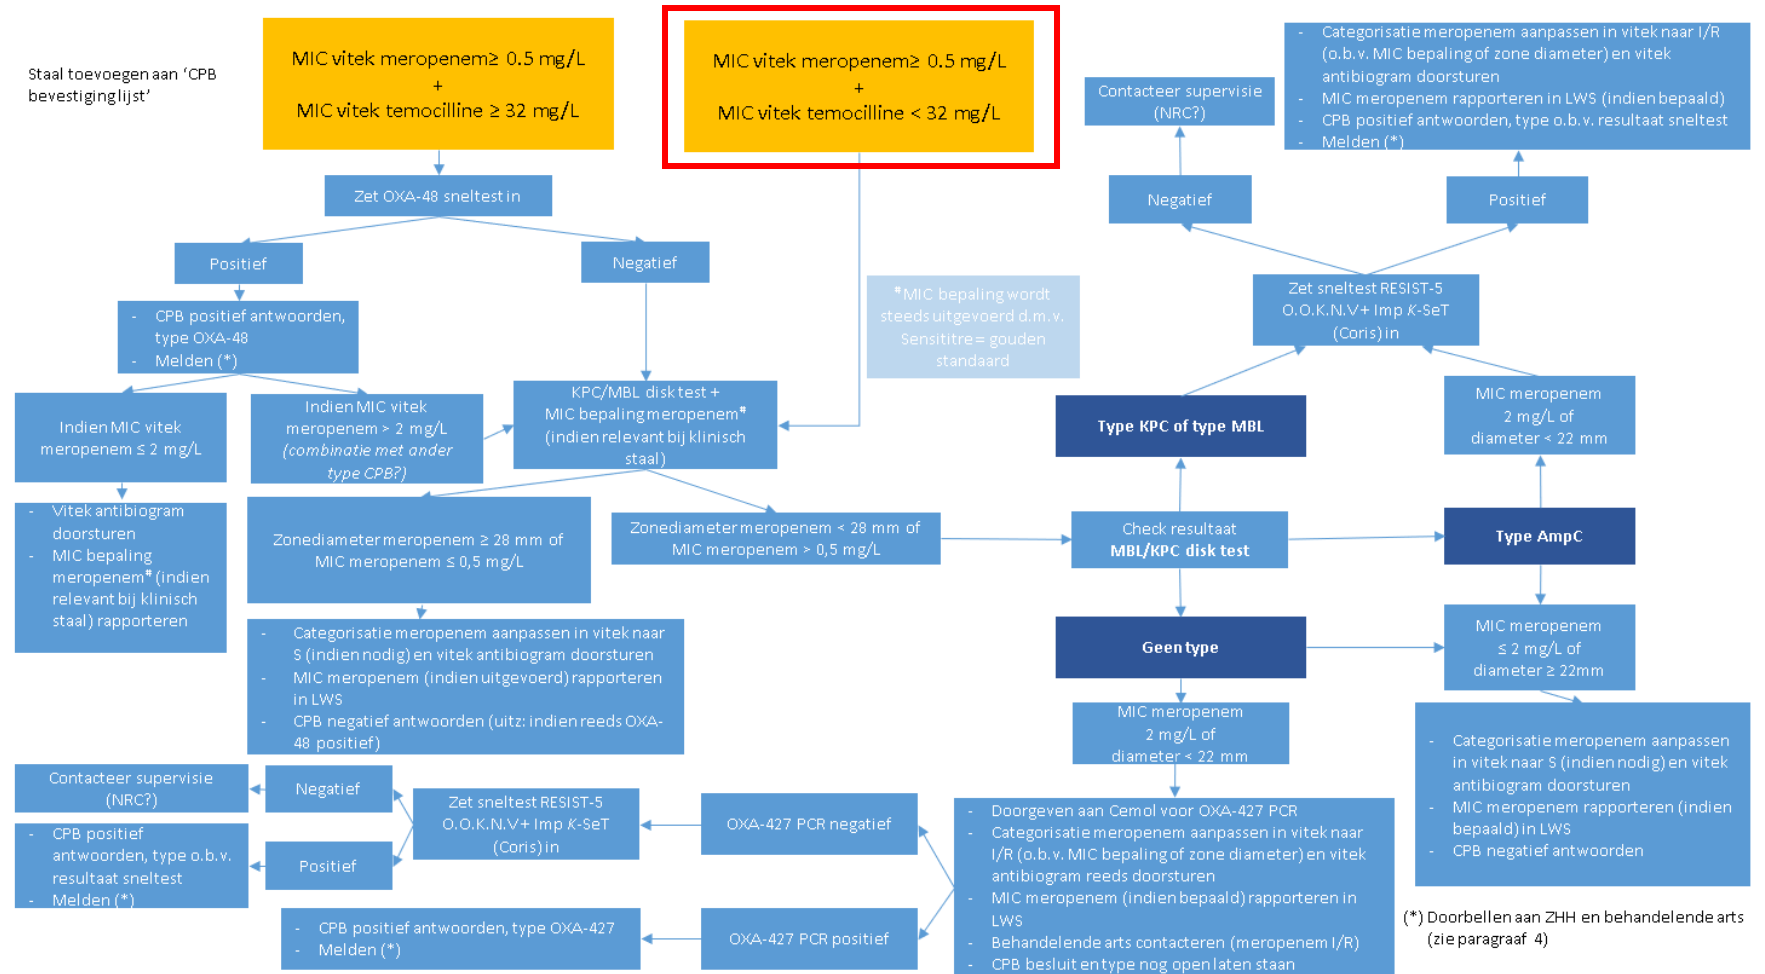 Staal toevoegen aan ‘CPB
bevestiging lijst’
MIC vitek meropenem≥ 0.5 mg/L
+
MIC vitek temocilline ≥ 32 mg/L
MIC vitek meropenem≥ 0.5 mg/L
+
MIC vitek temocilline < 32 mg/L
Zet OXA-48 sneltest in
Positief
Negatief
- CPB positief antwoorden,
type OXA-48
- Melden (*)
Indien MIC vitek
meropenem ≤ 2 mg/L
Indien MIC vitek
meropenem > 2 mg/L
(combinatie met ander
type CPB?)
KPC/MBL disk test +
MIC bepaling meropenem#
(indien relevant bij klinisch
staal)
#MIC bepaling wordt
steeds uitgevoerd d.m.v.
Sensititre= gouden
standaard
- Vitek antibiogram
doorsturen
- MIC bepaling
meropenem# (indien
relevant bij klinisch
staal) rapporteren
Zonediameter meropenem ≥ 28 mm of
MIC meropenem ≤ 0,5 mg/L
Zonediameter meropenem < 28 mm of
MIC meropenem > 0,5 mg/L
- Categorisatie meropenem aanpassen in vitek naar
S (indien nodig) en vitek antibiogram doorsturen
- MIC meropenem (indien uitgevoerd) rapporteren
in LWS
- CPB negatief antwoorden (uitz: indien reeds OXA-
48 positief)
Check resultaat
MBL/KPC disk test
Type KPC of type MBL
Type AmpC
Geen type
MIC meropenem
2 mg/L of
diameter < 22 mm
Zet sneltest RESIST-5
O.O.K.N.V+ Imp K-SeT
(Coris) in
Negatief
Positief
Contacteer supervisie
(NRC?)
- Categorisatie meropenem aanpassen in vitek naar I/R
(o.b.v. MIC bepaling of zone diameter) en vitek
antibiogram doorsturen
- MIC meropenem rapporteren in LWS (indien bepaald)
- CPB positief antwoorden, type o.b.v. resultaat sneltest
- Melden (*)
MIC meropenem
≤ 2 mg/L of
diameter ≥ 22mm
- Categorisatie meropenem aanpassen
in vitek naar S (indien nodig) en vitek
antibiogram doorsturen
- MIC meropenem rapporteren (indien
bepaald) in LWS
- CPB negatief antwoorden
MIC meropenem
2 mg/L of
diameter < 22 mm
- Doorgeven aan Cemol voor OXA-427 PCR
- Categorisatie meropenem aanpassen in vitek naar
I/R (o.b.v. MIC bepaling of zone diameter) en vitek
antibiogram reeds doorsturen
- MIC meropenem (indien bepaald) rapporteren in
LWS
- Behandelende arts contacteren (meropenem I/R)
- CPB besluit en type nog open laten staan
OXA-427 PCR negatief
OXA-427 PCR positief
Zet sneltest RESIST-5
O.O.K.N.V+ Imp K-SeT
(Coris) in
Negatief
Positief
Contacteer supervisie
(NRC?)
- CPB positief
antwoorden, type o.b.v.
resultaat sneltest
- Melden (*)
- CPB positief antwoorden, type OXA-427
- Melden (*)
(*) Doorbellen aan ZHH en behandelende arts
(zie paragraaf 4)